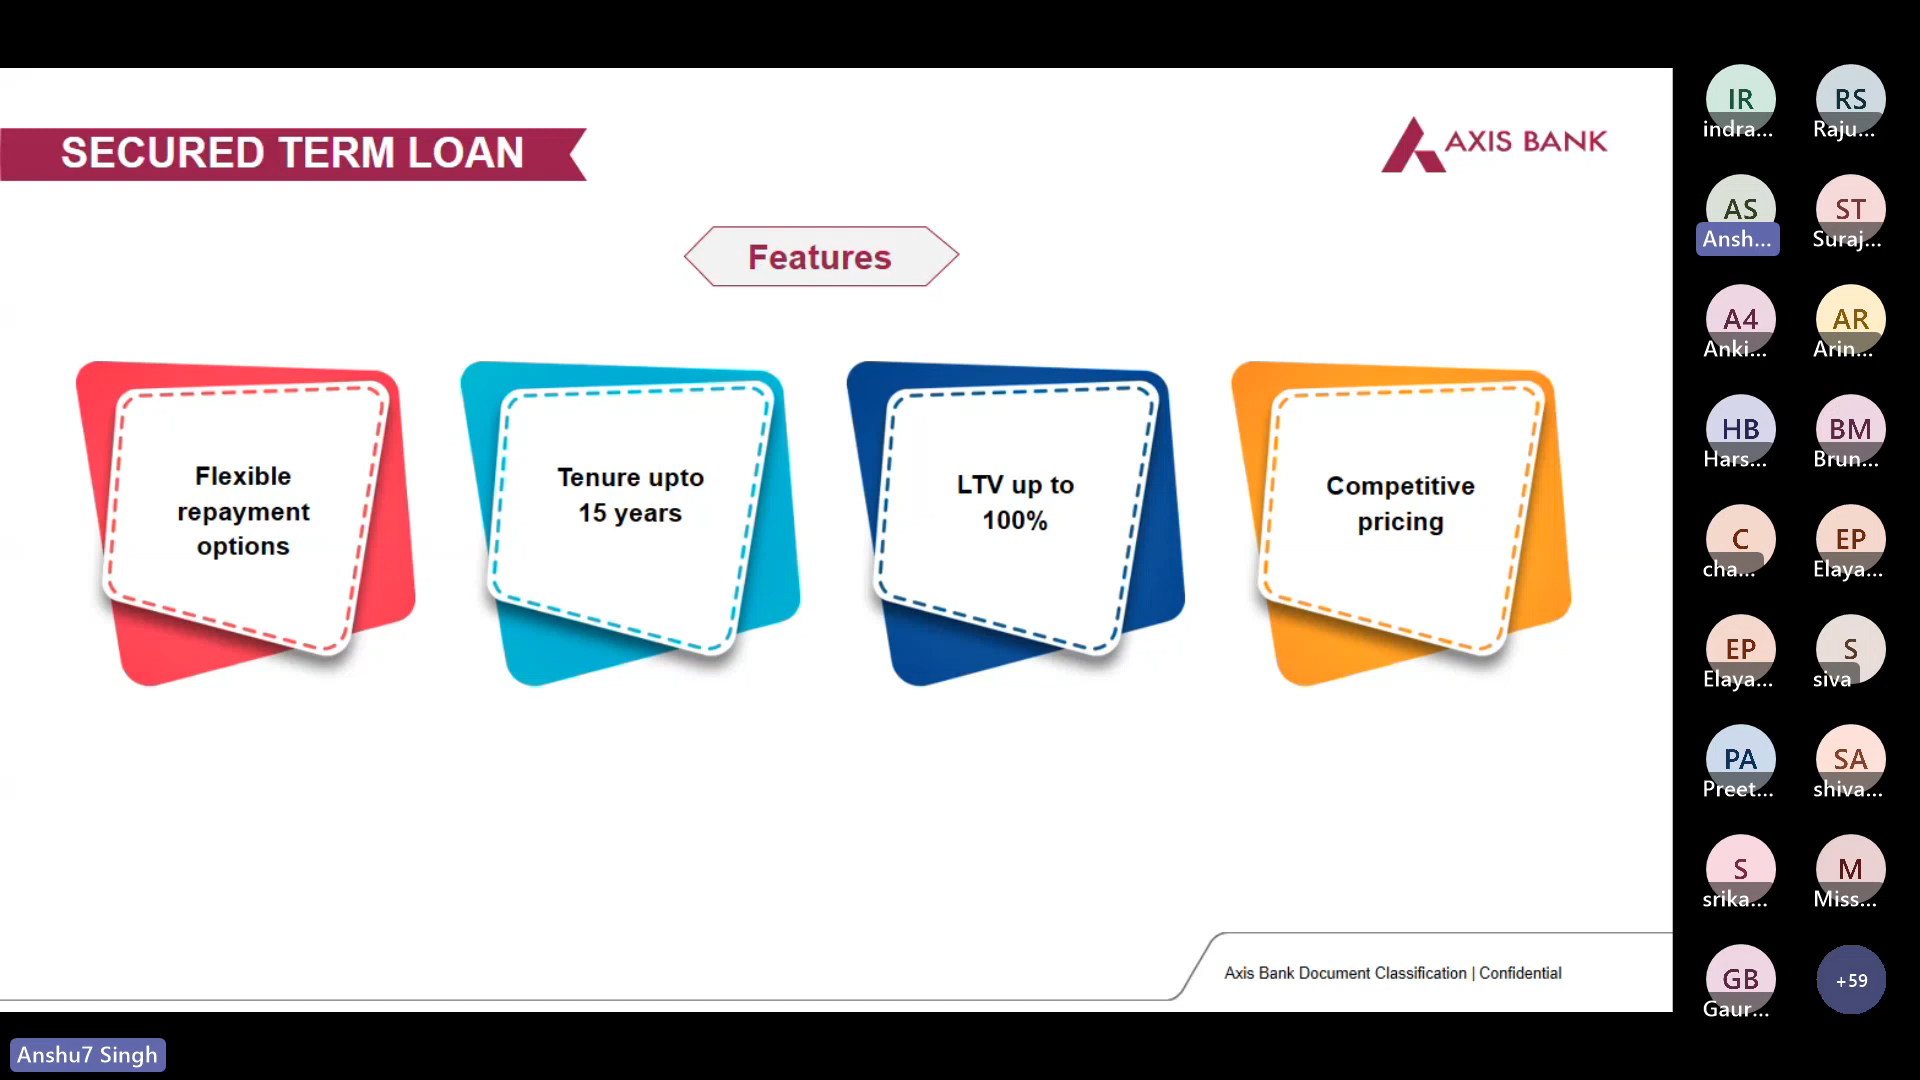 SECURED TERM LOAN
AXIS BANK
Features
Flexible
repayment
options
Tenure upto
15 years
LTV up to
100%
Competitive
pricing
Axis Bank Document Classification | Confidential
Anshu7 Singh
IR
indra...
RS
Raju...
AS
Ansh...
ST
Suraj...
A4
Anki...
AR
Arin...
HB
Hars...
BM
Brun...
C
cha...
EP
Elaya...
EP
Elaya...
S
siva
PA
Preet...
SA
shiva...
S
srika...
M
Miss...
GB
Gaur...
+59